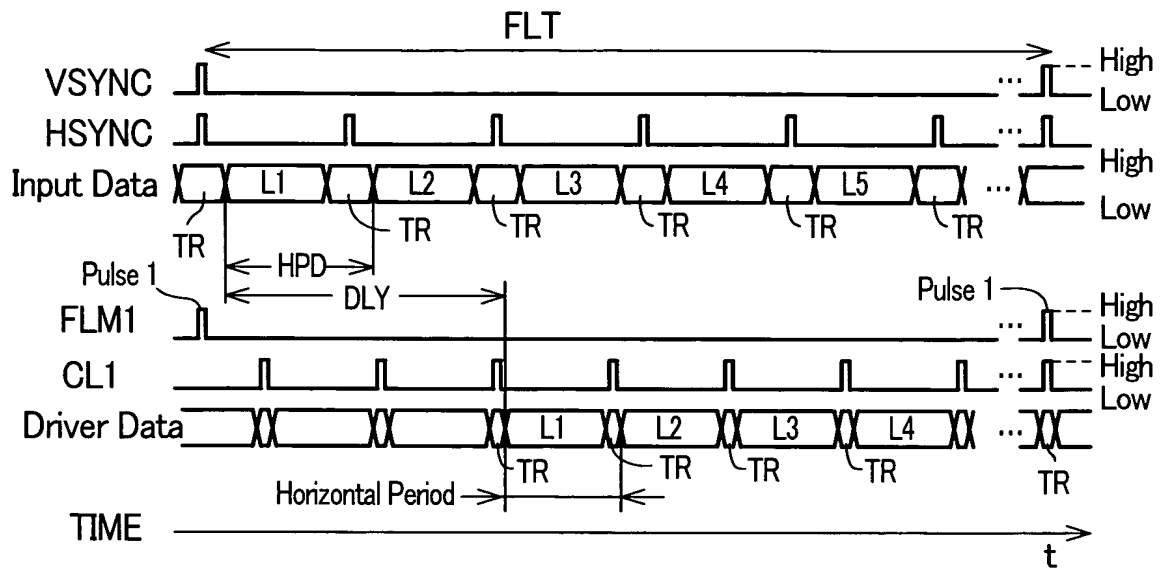 FLT
VSYNC ... High
Low
HSYNC ...
Input Data L1 L2 L3 L4 L5 ... High
Low
TR TR TR TR TR TR
HPD
Pulse 1 DLY Pulse 1
FLM1 ... High
Low
CL1 ... High
Low
Driver Data L1 L2 L3 L4 ...
TR TR TR TR TR
Horizontal Period
TIME
t